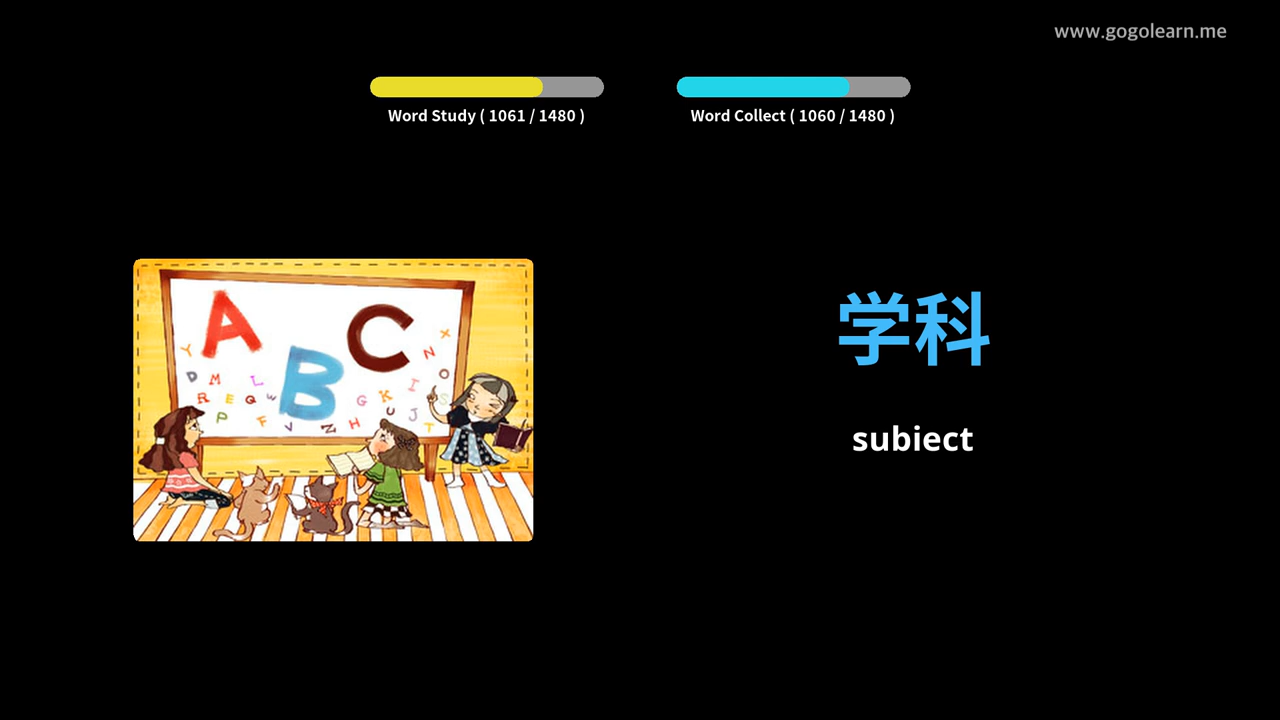 www.gogolearn.me
Word Study ( 1061 / 1480 )
Word Collect ( 1060 / 1480 )
学科
subiect
A
B
C
Y
X
N
D
M
L
O
R
E
Q
W
G
K
I
S
P
F
V
Z
H
U
J
T